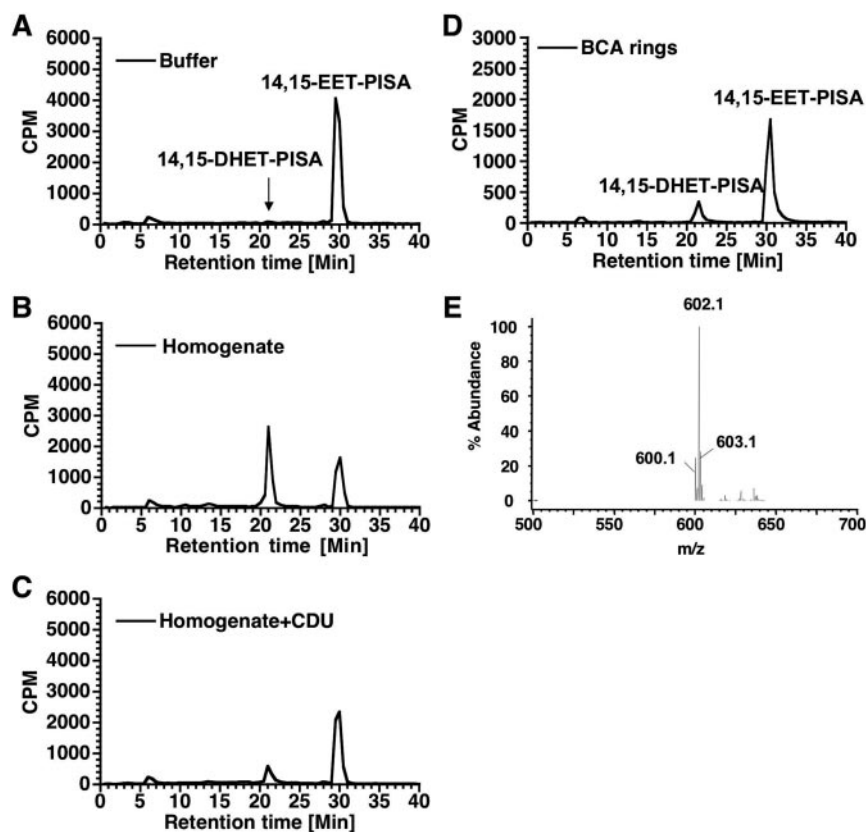 A
CPM
6000
5000
4000
3000
2000
1000
0
Buffer
14,15-EET-PISA
14,15-DHET-PISA
0 5 10 15 20 25 30 35 40
Retention time [Min]
B
CPM
6000
5000
4000
3000
2000
1000
0
Homogenate
0 5 10 15 20 25 30 35 40
Retention time [Min]
C
CPM
6000
5000
4000
3000
2000
1000
0
Homogenate+CDU
0 5 10 15 20 25 30 35 40
Retention time [Min]
D
CPM
3000
2500
2000
1500
1000
500
0
BCA rings
14,15-EET-PISA
14,15-DHET-PISA
0 5 10 15 20 25 30 35 40
Retention time [Min]
E
% Abundance
100
80
60
40
20
0
602.1
603.1
600.1
500 550 600 650 700
m/z